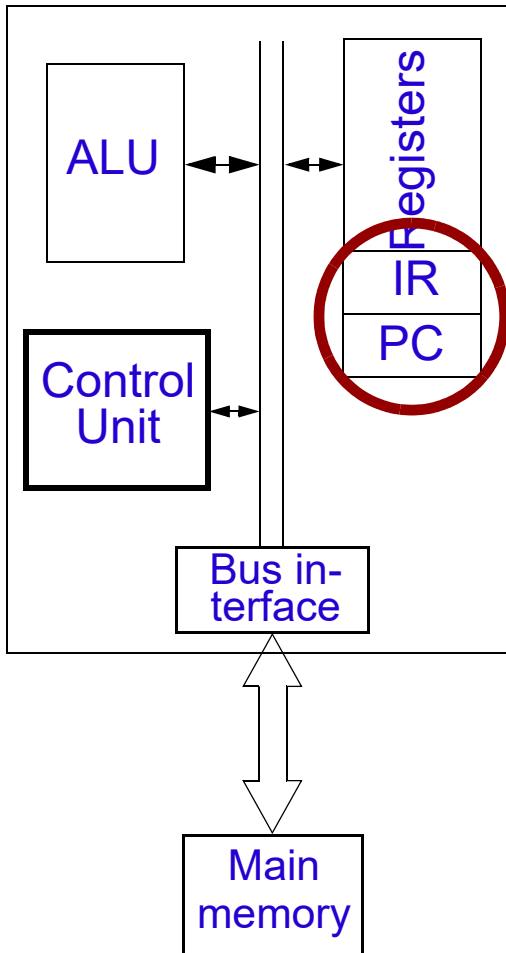 ALU
Registers
IR
PC
Control
Unit
Bus in-
terface
Main
memory